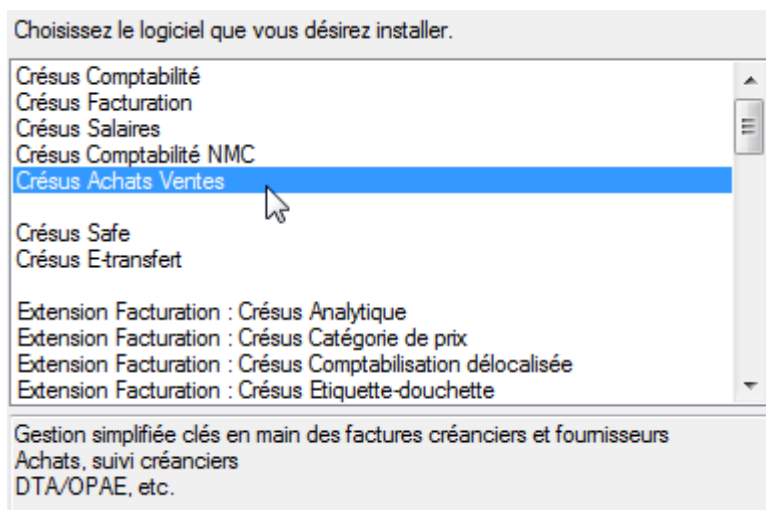 Choisissez le logiciel que vous désirez installer.
Crésus Comptabilité
Crésus Facturation
Crésus Salaires
Crésus Comptabilité NMC
Crésus Achats Ventes
Crésus Safe
Crésus E-transfert
Extension Facturation : Crésus Analytique
Extension Facturation : Crésus Catégorie de prix
Extension Facturation : Crésus Comptabilisation délocalisée
Extension Facturation : Crésus Etiquette-douchette
Gestion simplifiée clés en main des factures créanciers et fournisseurs
Achats, suivi créanciers
DTA/OPAE, etc.